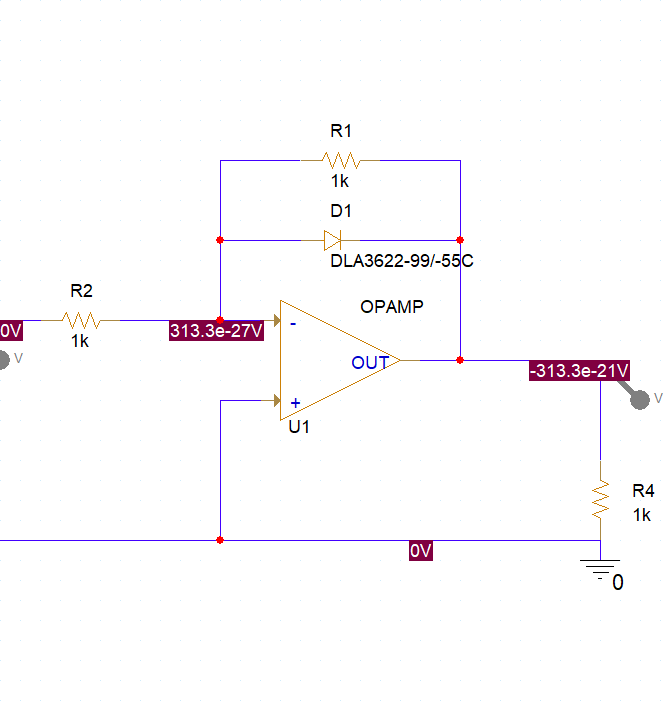 R1
1k
D1
DLA3622-99/-55C
R2
1k
0V
V
313.3e-27V
OPAMP
-
OUT
+
U1
-313.3e-21V
V
R4
1k
0V
0